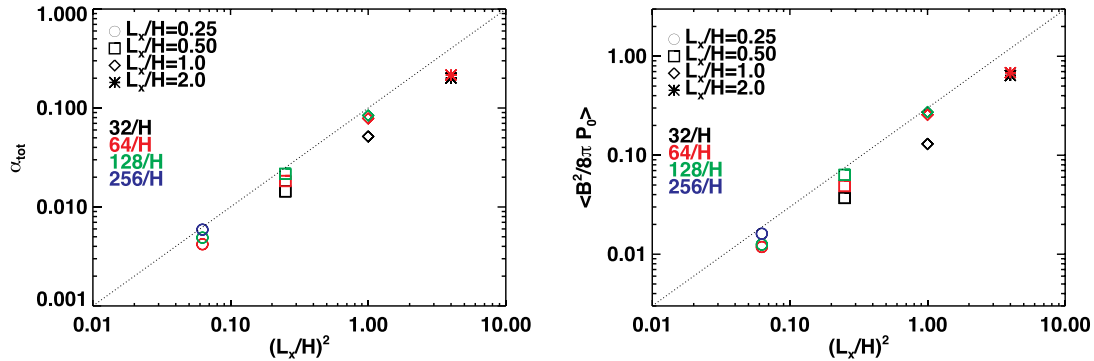 1.000
0.100
0.010
0.001
α_tot
○ L_x/H=0.25
□ L_x/H=0.50
◇ L_x/H=1.0
✳ L_x/H=2.0
32/H
64/H
128/H
256/H
0.01 0.10 1.00 10.00
(L_x/H)^2
1.00
0.10
0.01
<B^2/8π P_0>
○ L_x/H=0.25
□ L_x/H=0.50
◇ L_x/H=1.0
✳ L_x/H=2.0
32/H
64/H
128/H
256/H
0.01 0.10 1.00 10.00
(L_x/H)^2